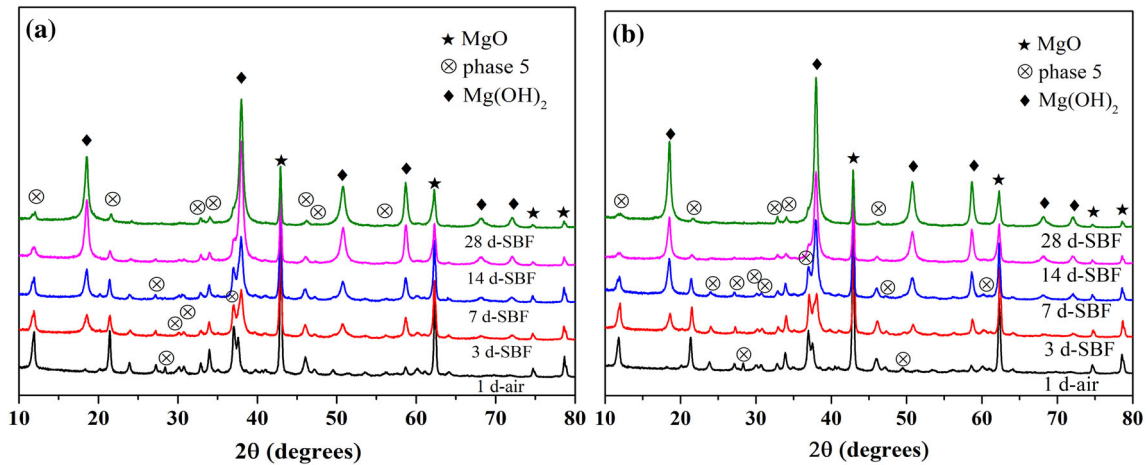 (a)
★ MgO
⊗ phase 5
◆ Mg(OH)₂
28 d-SBF
14 d-SBF
7 d-SBF
3 d-SBF
1 d-air
10 20 30 40 50 60 70 80
2θ (degrees)
(b)
★ MgO
⊗ phase 5
◆ Mg(OH)₂
28 d-SBF
14 d-SBF
7 d-SBF
3 d-SBF
1 d-air
10 20 30 40 50 60 70 80
2θ (degrees)